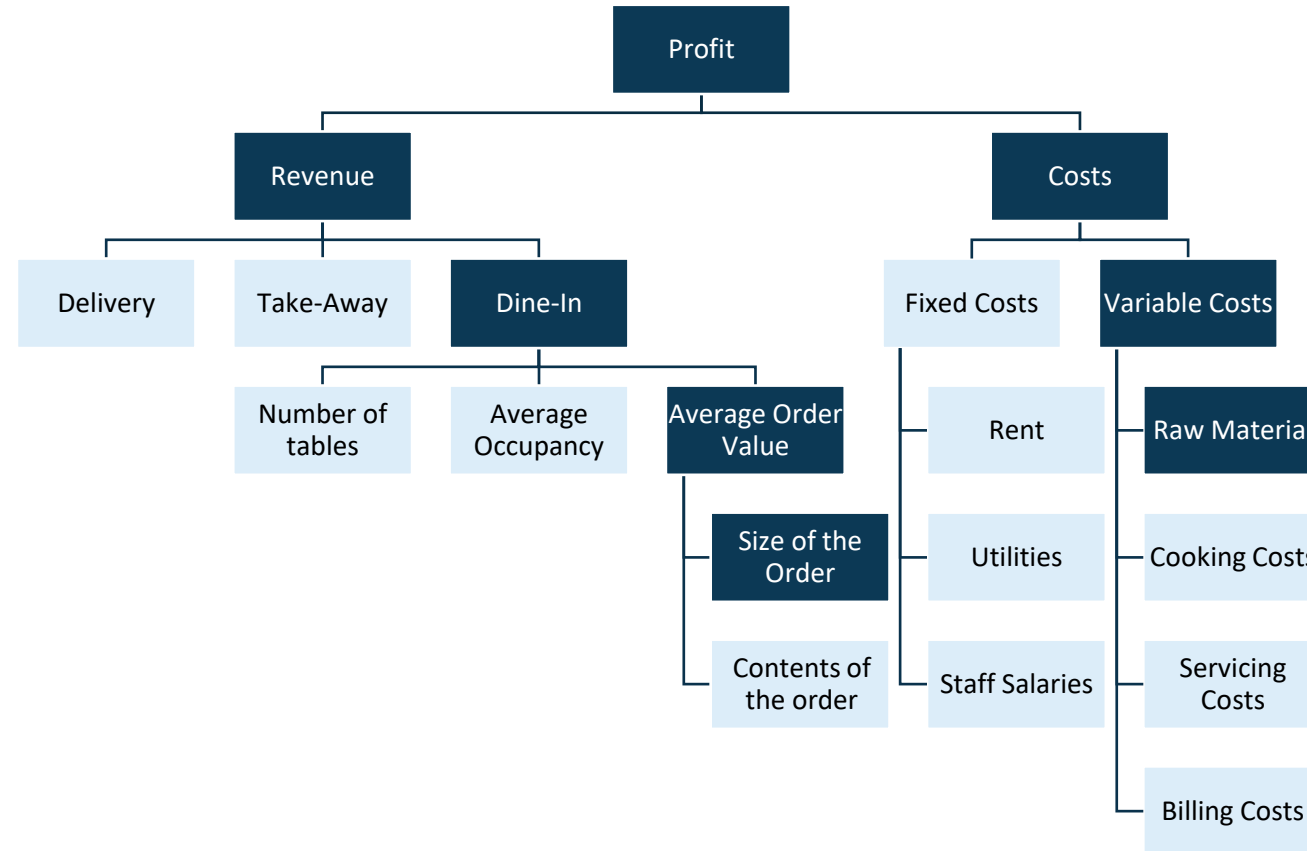 Profit
Revenue
Costs
Delivery
Take-Away
Dine-In
Fixed Costs
Variable Costs
Number of
tables
Average
Occupancy
Average Order
Value
Rent
Raw Materia
Size of the
Order
Utilities
Cooking Costs
Contents of
the order
Staff Salaries
Servicing
Costs
Billing Costs